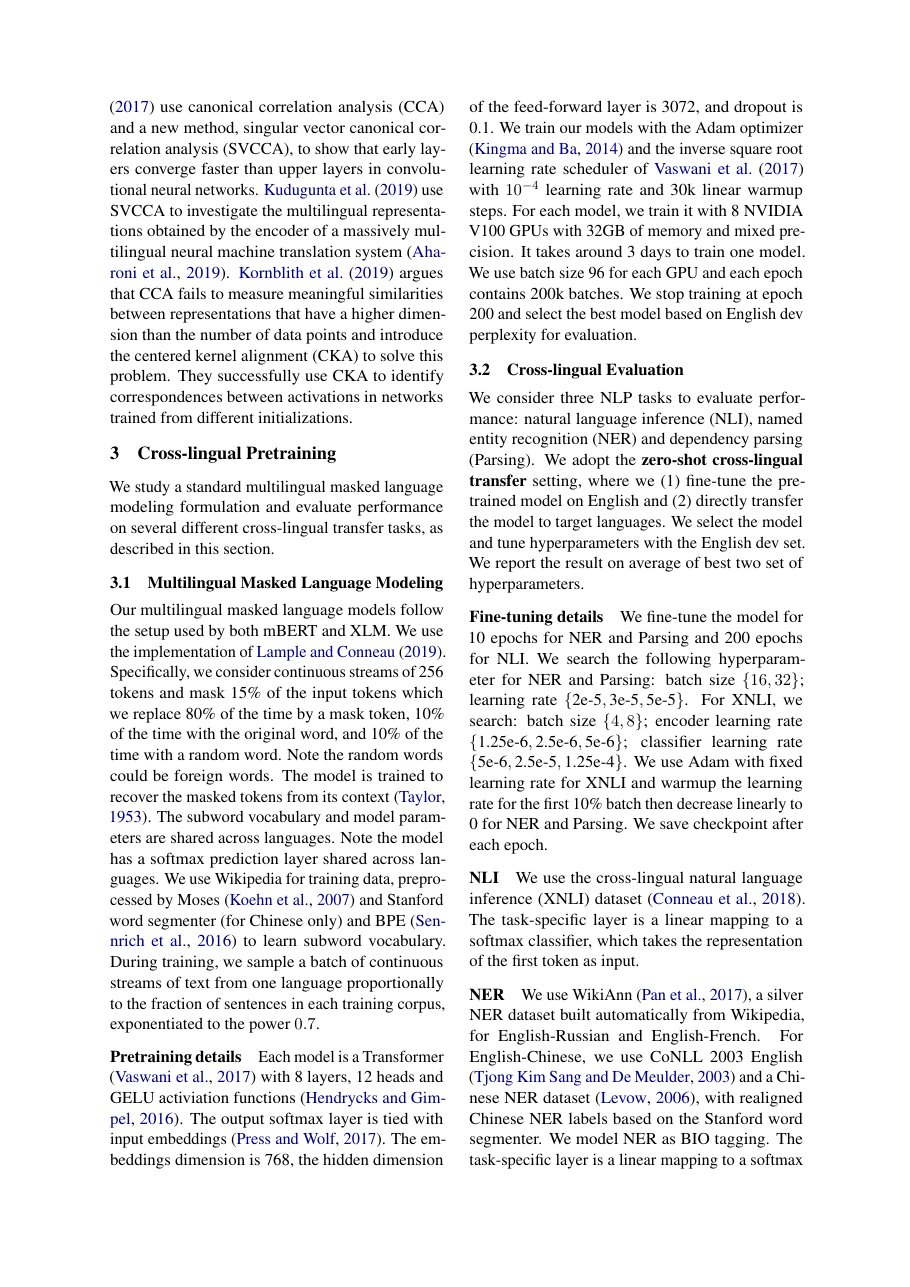 (2017) use canonical correlation analysis (CCA)
and a new method, singular vector canonical cor-
relation analysis (SVCCA), to show that early lay-
ers converge faster than upper layers in convolu-
tional neural networks. Kudugunta et al. (2019) use
SVCCA to investigate the multilingual representa-
tions obtained by the encoder of a massively mul-
tilingual neural machine translation system (Aha-
roni et al., 2019). Kornblith et al. (2019) argues
that CCA fails to measure meaningful similarities
between representations that have a higher dimen-
sion than the number of data points and introduce
the centered kernel alignment (CKA) to solve this
problem. They successfully use CKA to identify
correspondences between activations in networks
trained from different initializations.
3 Cross-lingual Pretraining
We study a standard multilingual masked language
modeling formulation and evaluate performance
on several different cross-lingual transfer tasks, as
described in this section.
3.1 Multilingual Masked Language Modeling
Our multilingual masked language models follow
the setup used by both mBERT and XLM. We use
the implementation of Lample and Conneau (2019).
Specifically, we consider continuous streams of 256
tokens and mask 15% of the input tokens which
we replace 80% of the time by a mask token, 10%
of the time with the original word, and 10% of the
time with a random word. Note the random words
could be foreign words. The model is trained to
recover the masked tokens from its context (Taylor,
1953). The subword vocabulary and model param-
eters are shared across languages. Note the model
has a softmax prediction layer shared across lan-
guages. We use Wikipedia for training data, prepro-
cessed by Moses (Koehn et al., 2007) and Stanford
word segmenter (for Chinese only) and BPE (Sen-
nrich et al., 2016) to learn subword vocabulary.
During training, we sample a batch of continuous
streams of text from one language proportionally
to the fraction of sentences in each training corpus,
exponentiated to the power 0.7.
Pretraining details Each model is a Transformer
(Vaswani et al., 2017) with 8 layers, 12 heads and
GELU activiation functions (Hendrycks and Gim-
pel, 2016). The output softmax layer is tied with
input embeddings (Press and Wolf, 2017). The em-
beddings dimension is 768, the hidden dimension
of the feed-forward layer is 3072, and dropout is
0.1. We train our models with the Adam optimizer
(Kingma and Ba, 2014) and the inverse square root
learning rate scheduler of Vaswani et al. (2017)
with 10⁻⁴ learning rate and 30k linear warmup
steps. For each model, we train it with 8 NVIDIA
V100 GPUs with 32GB of memory and mixed pre-
cision. It takes around 3 days to train one model.
We use batch size 96 for each GPU and each epoch
contains 200k batches. We stop training at epoch
200 and select the best model based on English dev
perplexity for evaluation.
3.2 Cross-lingual Evaluation
We consider three NLP tasks to evaluate perfor-
mance: natural language inference (NLI), named
entity recognition (NER) and dependency parsing
(Parsing). We adopt the zero-shot cross-lingual
transfer setting, where we (1) fine-tune the pre-
trained model on English and (2) directly transfer
the model to target languages. We select the model
and tune hyperparameters with the English dev set.
We report the result on average of best two set of
hyperparameters.
Fine-tuning details We fine-tune the model for
10 epochs for NER and Parsing and 200 epochs
for NLI. We search the following hyperparam-
eter for NER and Parsing: batch size {16, 32};
learning rate {2e-5, 3e-5, 5e-5}. For XNLI, we
search: batch size {4, 8}; encoder learning rate
{1.25e-6, 2.5e-6, 5e-6}; classifier learning rate
{5e-6, 2.5e-5, 1.25e-4}. We use Adam with fixed
learning rate for XNLI and warmup the learning
rate for the first 10% batch then decrease linearly to
0 for NER and Parsing. We save checkpoint after
each epoch.
NLI We use the cross-lingual natural language
inference (XNLI) dataset (Conneau et al., 2018).
The task-specific layer is a linear mapping to a
softmax classifier, which takes the representation
of the first token as input.
NER We use WikiAnn (Pan et al., 2017), a silver
NER dataset built automatically from Wikipedia,
for English-Russian and English-French. For
English-Chinese, we use CoNLL 2003 English
(Tjong Kim Sang and De Meulder, 2003) and a Chi-
nese NER dataset (Levow, 2006), with realigned
Chinese NER labels based on the Stanford word
segmenter. We model NER as BIO tagging. The
task-specific layer is a linear mapping to a softmax